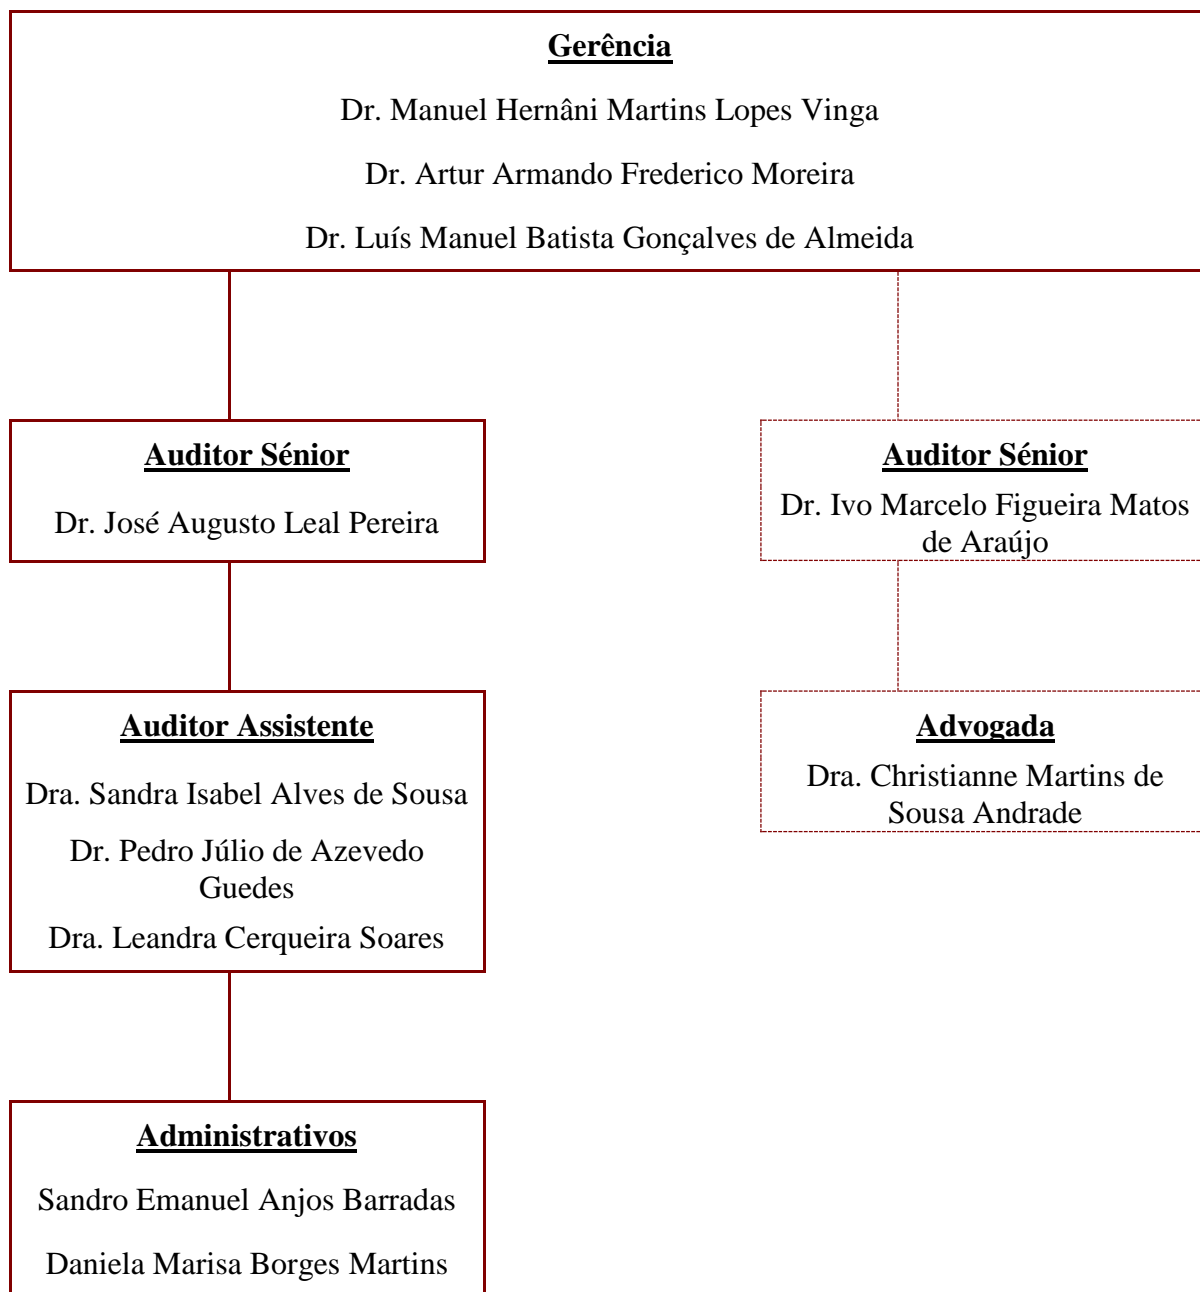 Gerência
Dr. Manuel Hernâni Martins Lopes Vinga
Dr. Artur Armando Frederico Moreira
Dr. Luís Manuel Batista Gonçalves de Almeida
Auditor Sénior
Dr. José Augusto Leal Pereira
Auditor Sénior
Dr. Ivo Marcelo Figueira Matos
de Araújo
Auditor Assistente
Dra. Sandra Isabel Alves de Sousa
Dr. Pedro Júlio de Azevedo
Guedes
Dra. Leandra Cerqueira Soares
Advogada
Dra. Christianne Martins de
Sousa Andrade
Administrativos
Sandro Emanuel Anjos Barradas
Daniela Marisa Borges Martins